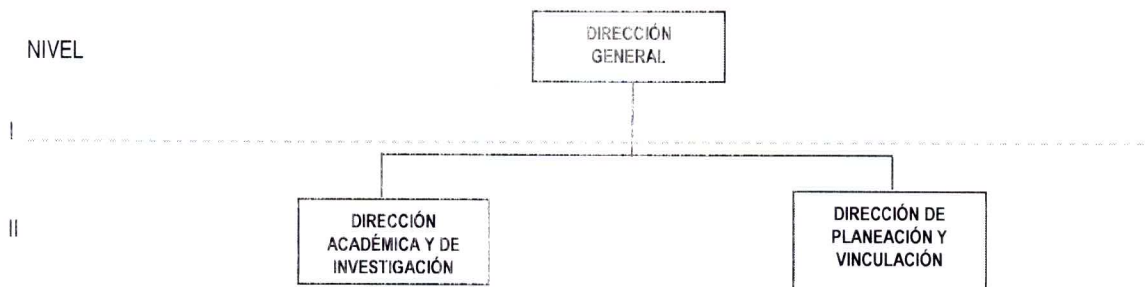 NIVEL
DIRECCIÓN
GENERAL
I
II
DIRECCIÓN
ACADÉMICA Y DE
INVESTIGACIÓN
DIRECCIÓN DE
PLANEACIÓN Y
VINCULACIÓN